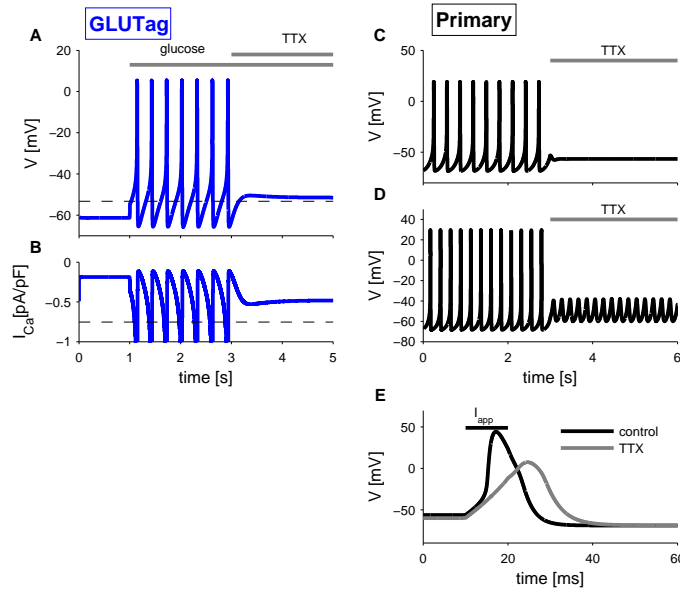 GLUTag
A
glucose
TTX
20
0
−20
−40
−60
V [mV]
B
0
−0.5
−1
I_Ca[pA/pF]
0
1
2
3
4
5
time [s]
Primary
C
TTX
50
0
−50
V [mV]
D
TTX
40
20
0
−20
−40
−60
−80
V [mV]
0
2
4
6
time [s]
E
I_app
control
TTX
50
0
−50
V [mV]
0
20
40
60
time [ms]